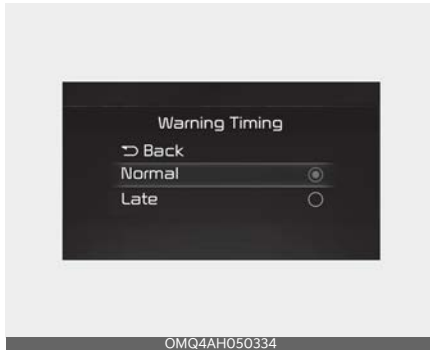 Warning Timing
Back
Normal
Late
OMQ4AH050334